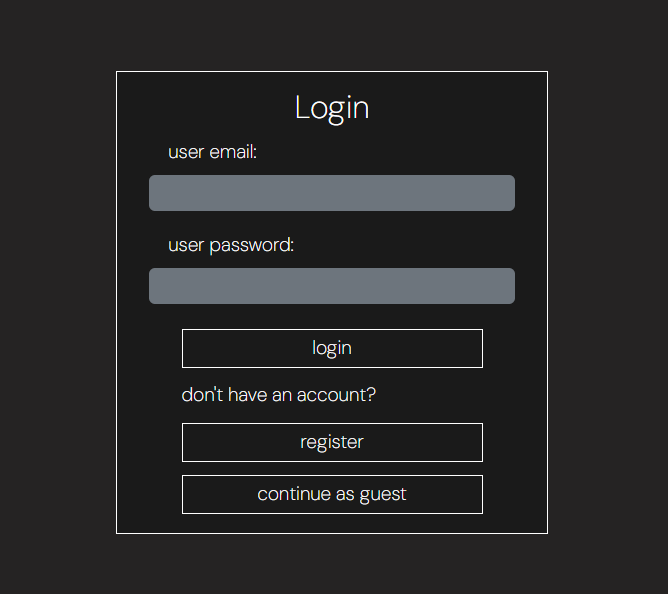 Login
user email:
user password:
login
don't have an account?
register
continue as guest